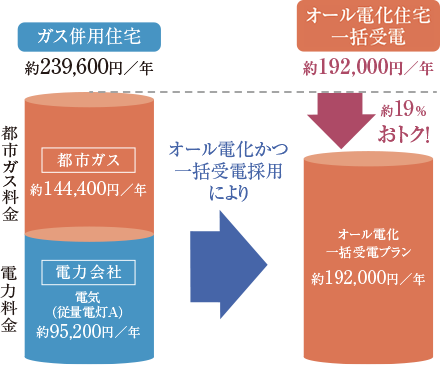 ガス併用住宅
約239,600円／年
オール電化住宅
一括受電
約192,000円／年
約19%
おトク!
都市ガス料金
都市ガス
約144,400円／年
電力料金
電力会社
電気
(従量電灯A)
約95,200円／年
オール電化かつ
一括受電採用
により
オール電化
一括受電プラン
約192,000円／年